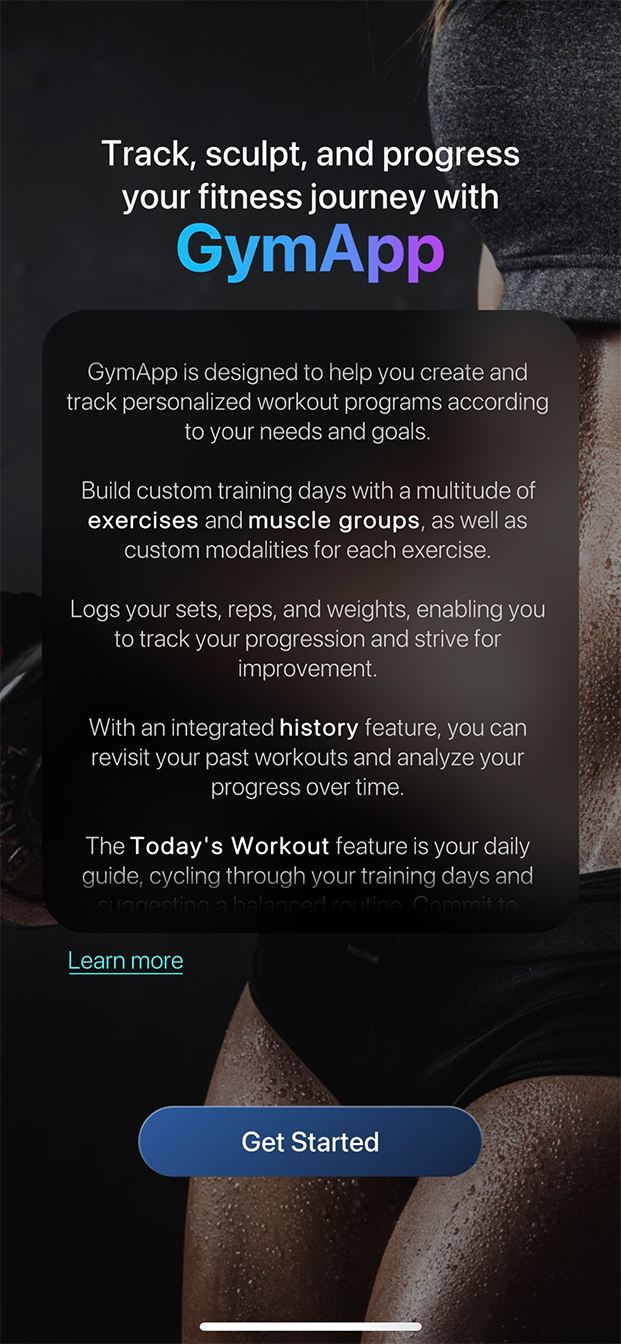 Track, sculpt, and progress
your fitness journey with
GymApp
GymApp is designed to help you create and
track personalized workout programs according
to your needs and goals.
Build custom training days with a multitude of
exercises and muscle groups, as well as
custom modalities for each exercise.
Logs your sets, reps, and weights, enabling you
to track your progression and strive for
improvement.
With an integrated history feature, you can
revisit your past workouts and analyze your
progress over time.
The Today's Workout feature is your daily
guide, cycling through your training days and
suggesting a balanced routine. Commit to
Learn more
Get Started